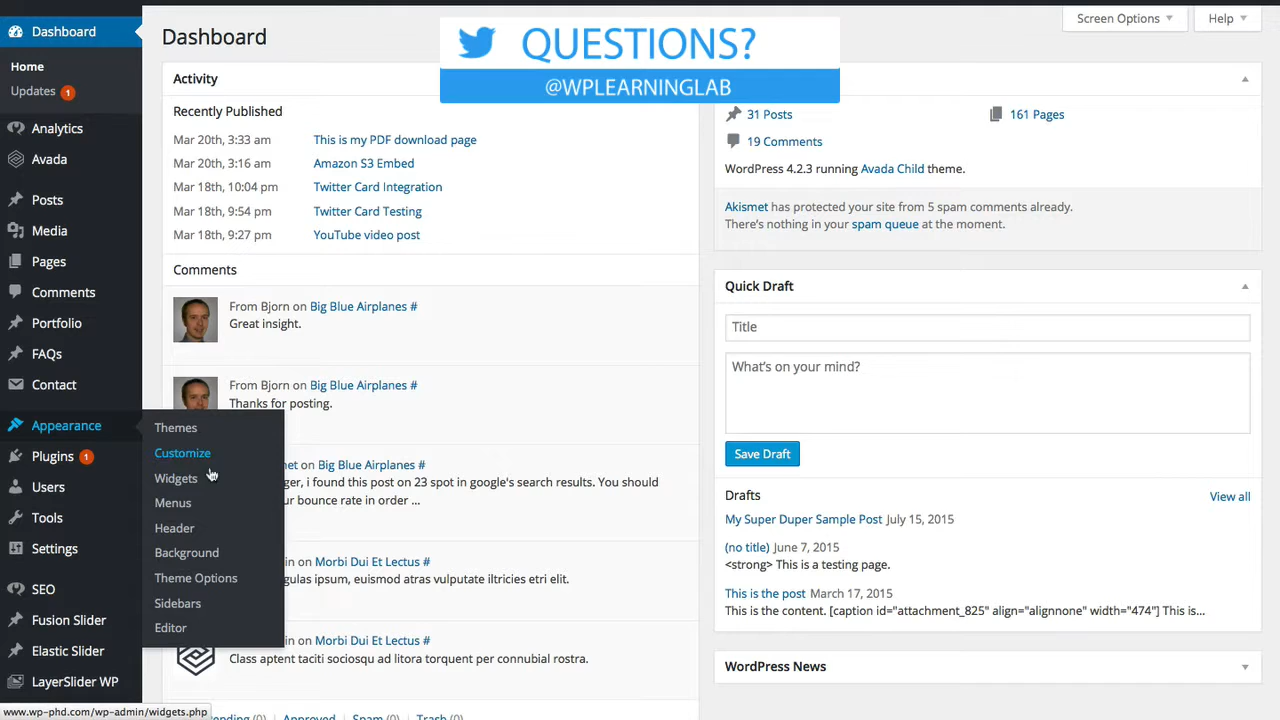 Dashboard
Home
Updates 1
Analytics
Avada
Posts
Media
Pages
Comments
Portfolio
FAQs
Contact
Appearance
Plugins 1
Users
Tools
Settings
SEO
Fusion Slider
Elastic Slider
LayerSlider WP
www.wp-phd.com/wp-admin/widgets.php
Themes
Customize
Widgets
Menus
Header
Background
Theme Options
Sidebars
Editor
Dashboard
QUESTIONS?
@WPLEARNINGLAB
Screen Options
Help
Activity
Recently Published
Mar 20th, 3:33 am This is my PDF download page
Mar 20th, 3:16 am Amazon S3 Embed
Mar 18th, 10:04 pm Twitter Card Integration
Mar 18th, 9:54 pm Twitter Card Testing
Mar 18th, 9:27 pm YouTube video post
Comments
From Bjorn on Big Blue Airplanes #
Great insight.
From Bjorn on Big Blue Airplanes #
Thanks for posting.
net on Big Blue Airplanes #
er, i found this post on 23 spot in google's search results. You should
ur bounce rate in order ...
in on Morbi Dui Et Lectus #
gulas ipsum, euismod atras vulputate iltricies etri elit.
in on Morbi Dui Et Lectus #
Class aptent taciti sociosqu ad litora torquent per connubial rostra.
Approved
Spam (0)
Trash (0)
31 Posts
161 Pages
19 Comments
WordPress 4.2.3 running Avada Child theme.
Akismet has protected your site from 5 spam comments already.
There's nothing in your spam queue at the moment.
Quick Draft
Title
What's on your mind?
Save Draft
Drafts
View all
My Super Duper Sample Post July 15, 2015
(no title) June 7, 2015
<strong> This is a testing page.
This is the post March 17, 2015
This is the content. [caption id="attachment_825" align="alignnone" width="474"] This is...
WordPress News